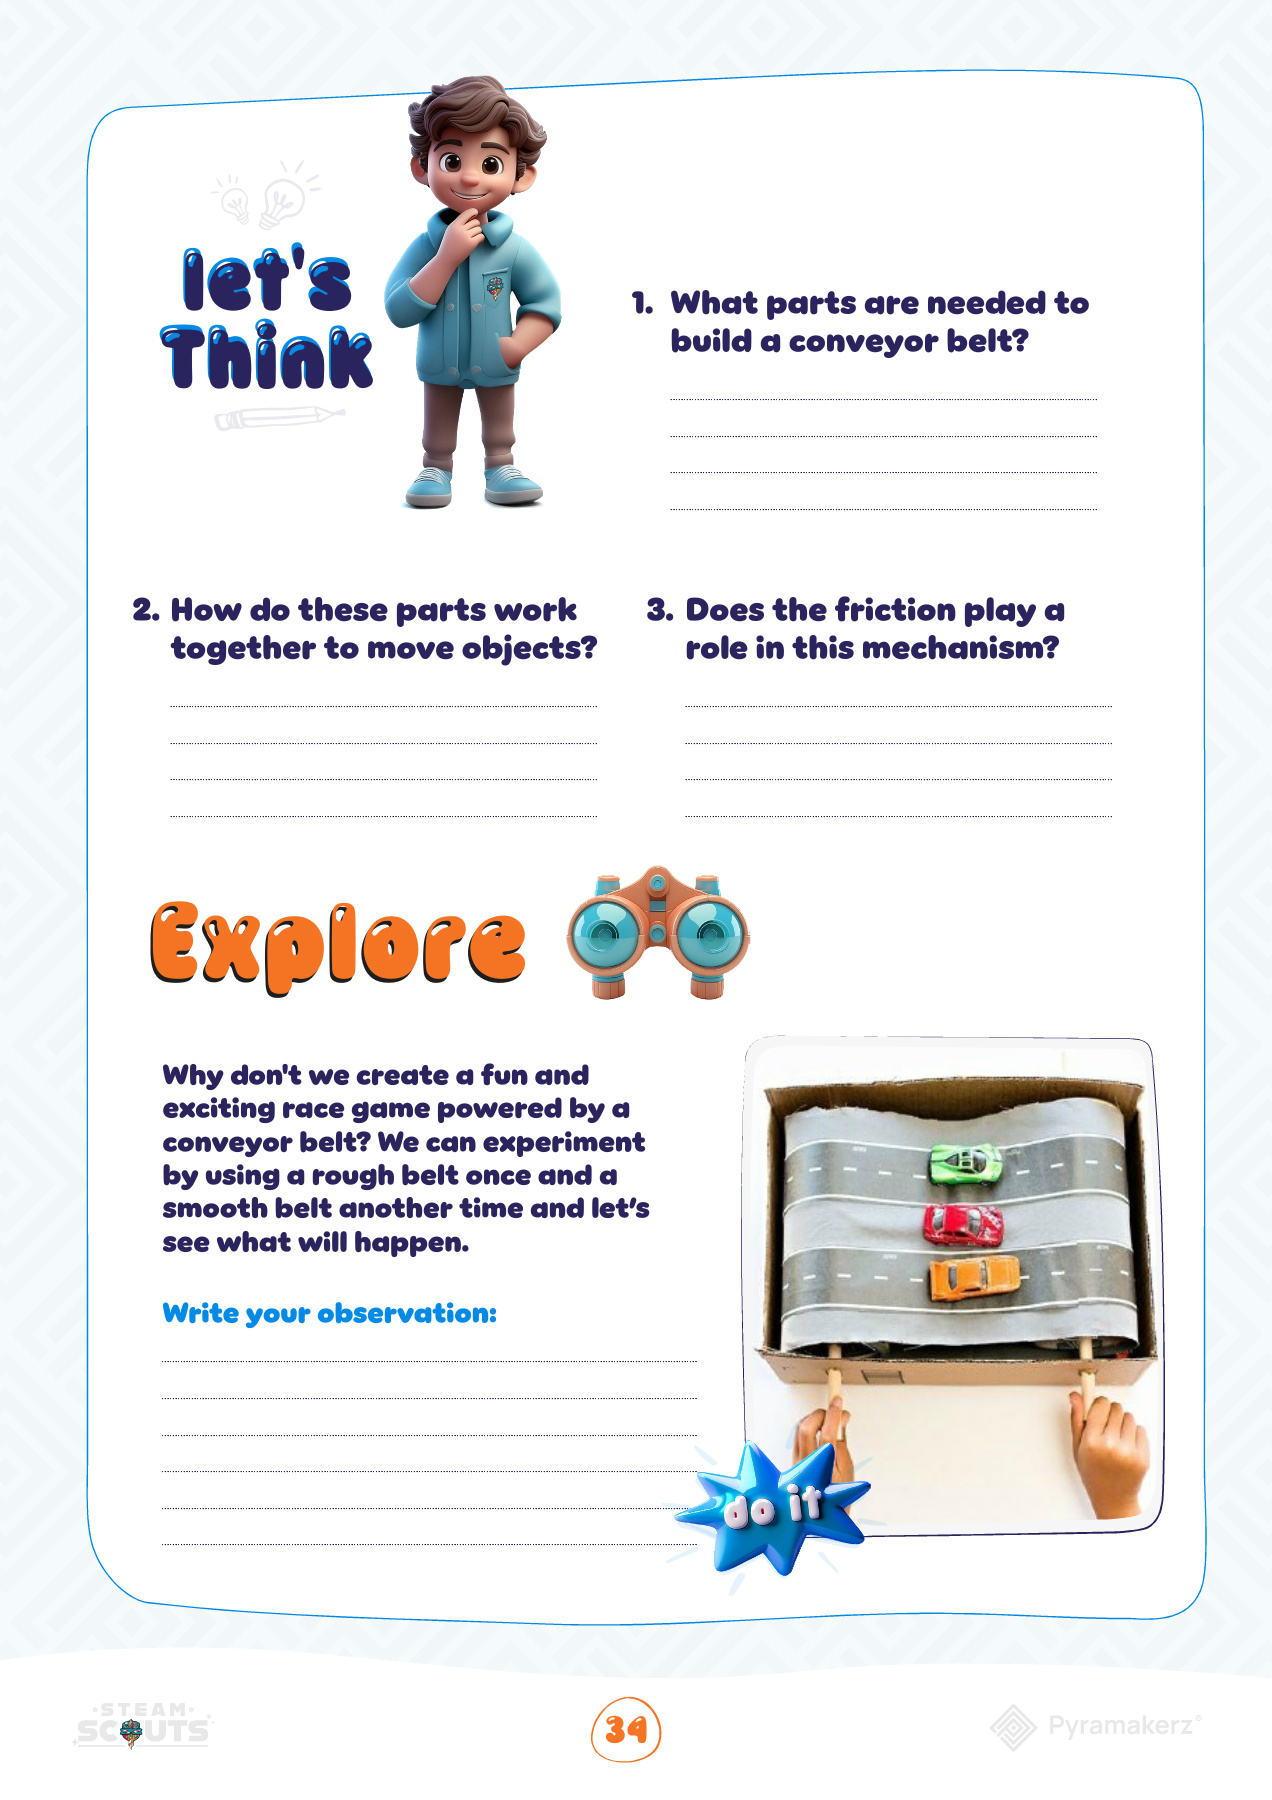 let's
Think
1. What parts are needed to
build a conveyor belt?
2. How do these parts work
together to move objects?
3. Does the friction play a
role in this mechanism?
Explore
Why don't we create a fun and
exciting race game powered by a
conveyor belt? We can experiment
by using a rough belt once and a
smooth belt another time and let's
see what will happen.
Write your observation:
do it
STEAM
SCOUTS
34
Pyramakerz